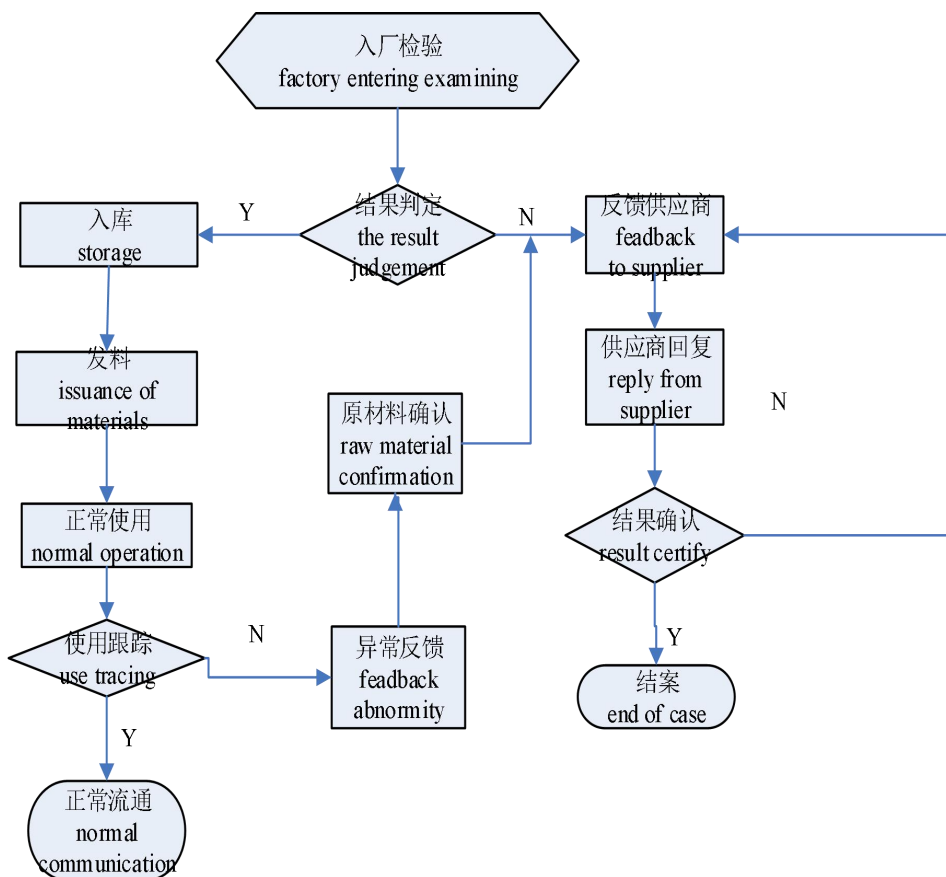 入厂检验
factory entering examining
结果判定
the result
judgement
Y
N
入库
storage
反馈供应商
feadback
to supplier
发料
issuance of
materials
供应商回复
reply from
supplier
N
原材料确认
raw material
confirmation
正常使用
normal operation
结果确认
result certify
使用跟踪
use tracing
N
异常反馈
feadback
abnormity
Y
结案
end of case
Y
正常流通
normal
communication